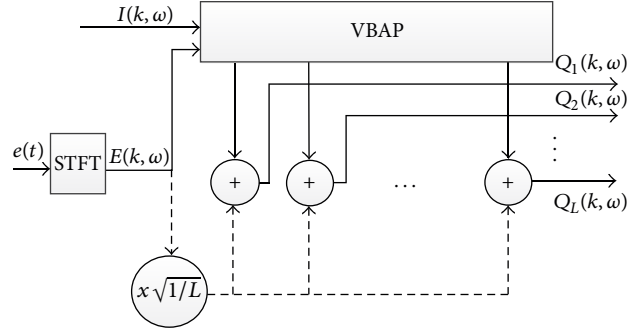 I(k, ω)
VBAP
Q₁(k, ω)
Q₂(k, ω)
e(t)
STFT
E(k, ω)
+
+
...
+
⋮
Q_L(k, ω)
x√1/L